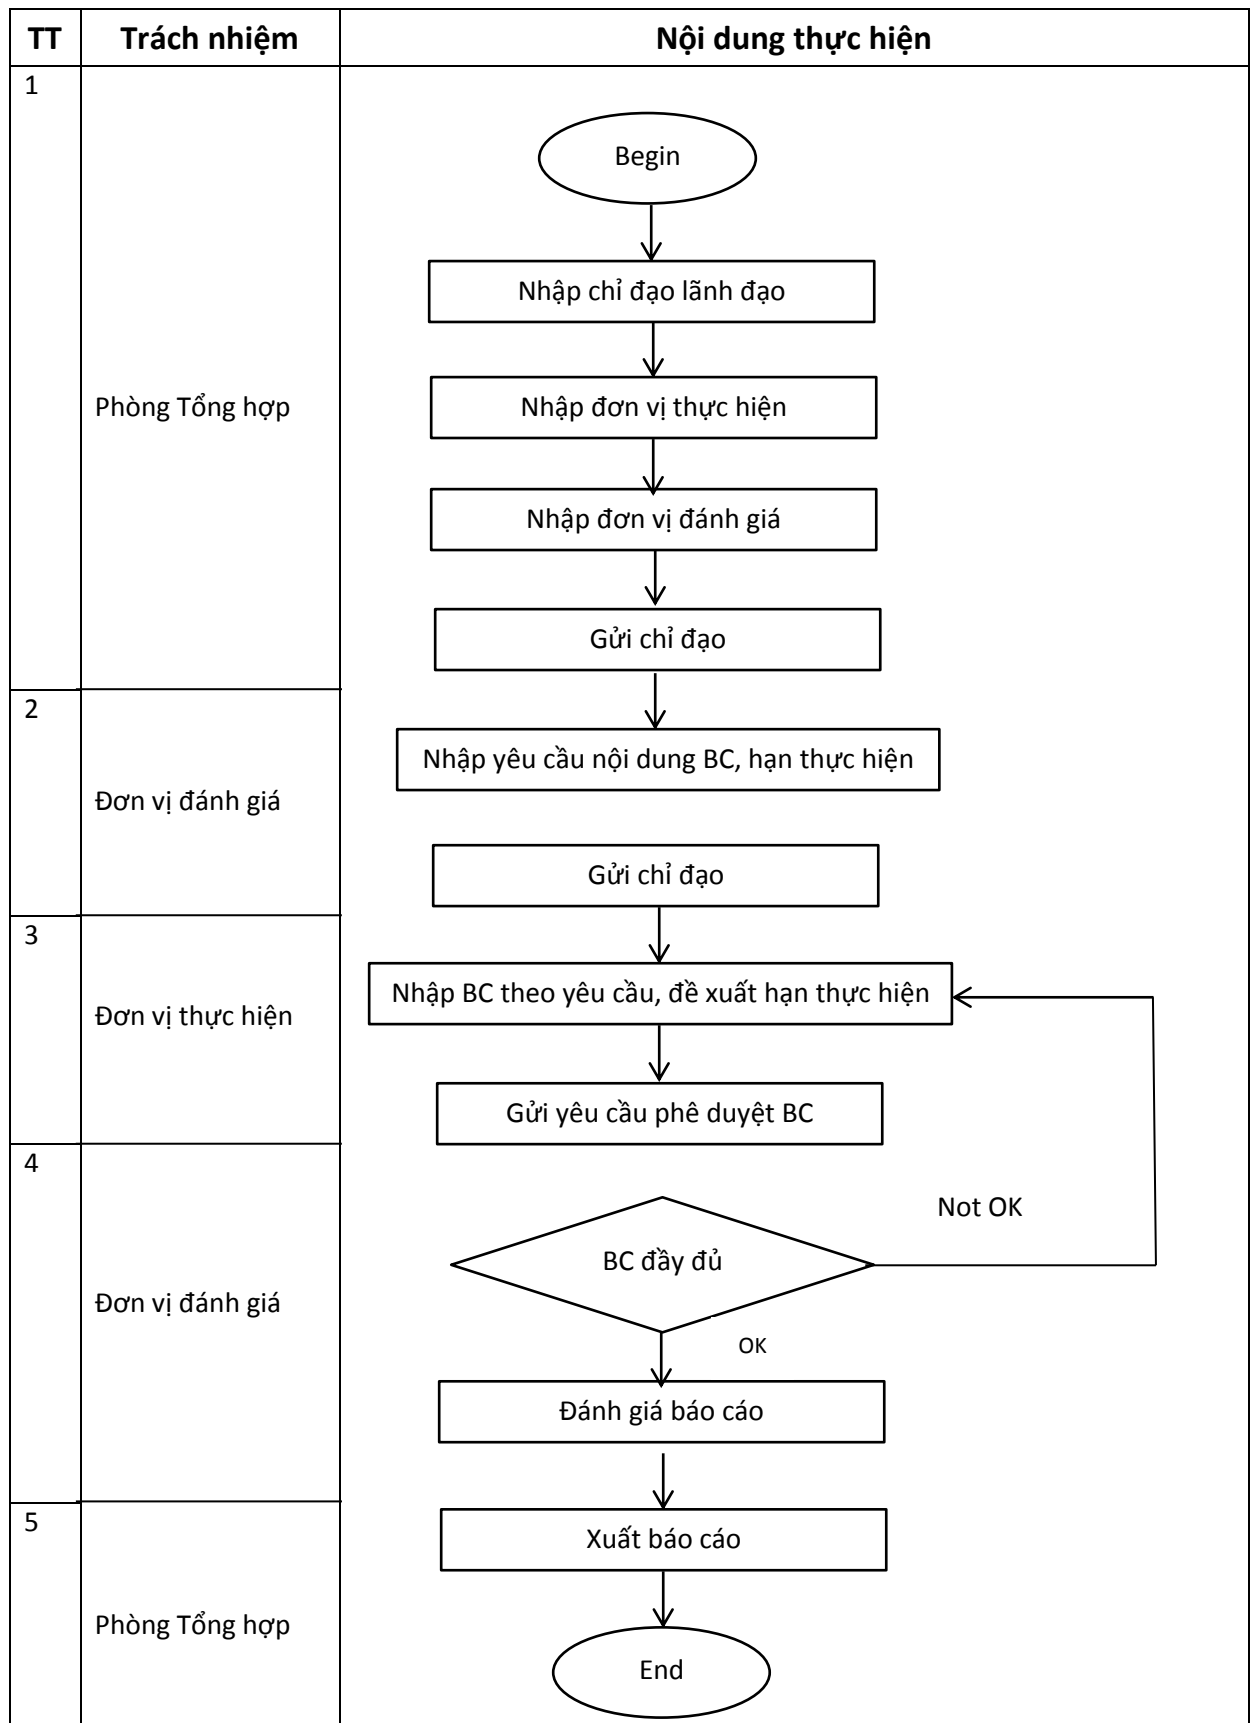 TT
Trách nhiệm
Nội dung thực hiện
1
Phòng Tổng hợp
Begin
Nhập chỉ đạo lãnh đạo
Nhập đơn vị thực hiện
Nhập đơn vị đánh giá
Gửi chỉ đạo
2
Đơn vị đánh giá
Nhập yêu cầu nội dung BC, hạn thực hiện
Gửi chỉ đạo
3
Đơn vị thực hiện
Nhập BC theo yêu cầu, đề xuất hạn thực hiện
Gửi yêu cầu phê duyệt BC
4
Đơn vị đánh giá
BC đầy đủ
Not OK
OK
Đánh giá báo cáo
5
Phòng Tổng hợp
Xuất báo cáo
End